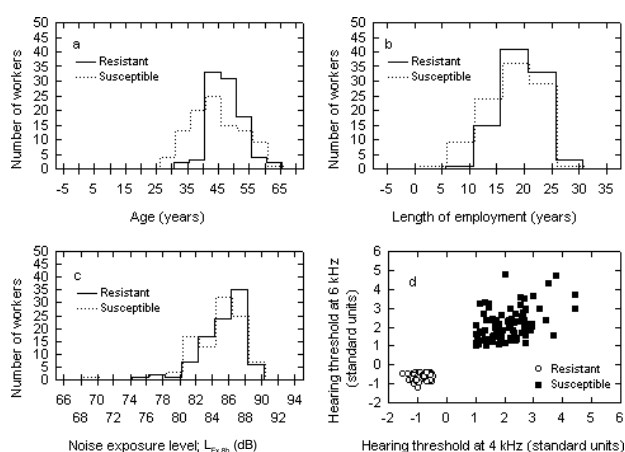 a
Resistant
Susceptible
Number of workers
50
45
40
35
30
25
20
15
10
5
0
-5 5 15 25 35 45 55 65
Age (years)
b
Resistant
Susceptible
Number of workers
50
45
40
35
30
25
20
15
10
5
0
-5 0 5 10 15 20 25 30 35
Length of employment (years)
c
Resistant
Susceptible
Number of workers
50
45
40
35
30
25
20
15
10
5
0
66 70 74 78 82 86 90 94
68 72 76 80 84 88 92
Noise exposure level; L Ex,8h (dB)
d
Resistant
Susceptible
Hearing threshold at 6 kHz
(standard units)
6
5
4
3
2
1
0
-1
-2
-2 -1 0 1 2 3 4 5 6
Hearing threshold at 4 kHz (standard units)